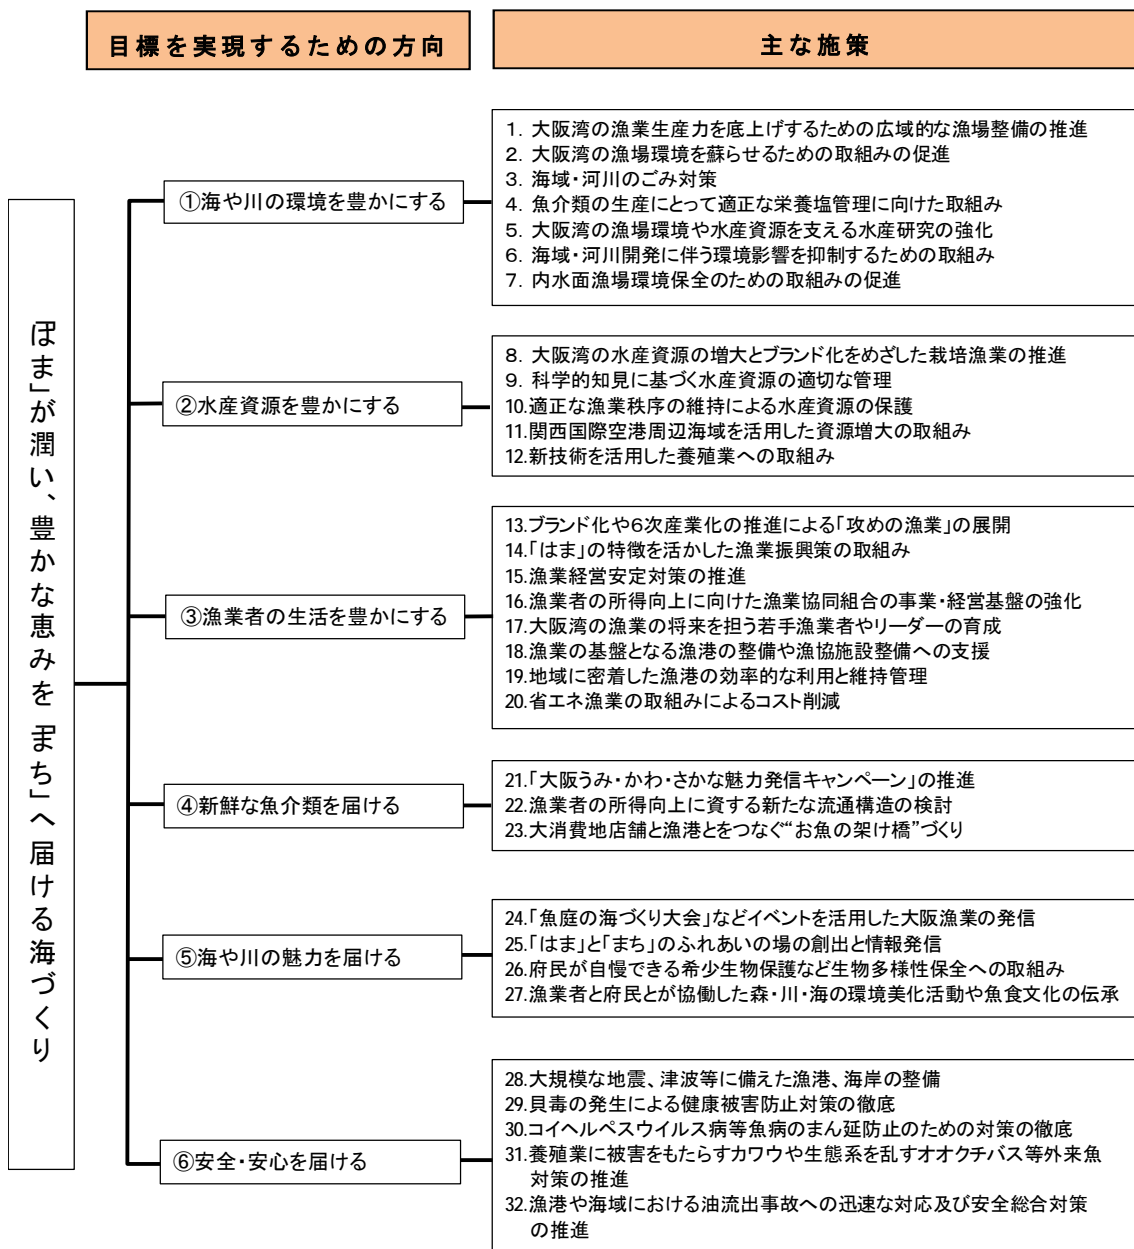 目標を実現するための方向
主な施策
「はま」が潤い、豊かな恵みを「まち」へ届ける海づくり
①海や川の環境を豊かにする
1. 大阪湾の漁業生産力を底上げするための広域的な漁場整備の推進
2. 大阪湾の漁場環境を蘇らせるための取組みの促進
3. 海域・河川のごみ対策
4. 魚介類の生産にとって適正な栄養塩管理に向けた取組み
5. 大阪湾の漁場環境や水産資源を支える水産研究の強化
6. 海域・河川開発に伴う環境影響を抑制するための取組み
7. 内水面漁場環境保全のための取組みの促進
②水産資源を豊かにする
8. 大阪湾の水産資源の増大とブランド化をめざした栽培漁業の推進
9. 科学的知見に基づく水産資源の適切な管理
10.適正な漁業秩序の維持による水産資源の保護
11.関西国際空港周辺海域を活用した資源増大の取組み
12.新技術を活用した養殖業への取組み
③漁業者の生活を豊かにする
13.ブランド化や6次産業化の推進による「攻めの漁業」の展開
14.「はま」の特徴を活かした漁業振興策の取組み
15.漁業経営安定対策の推進
16.漁業者の所得向上に向けた漁業協同組合の事業・経営基盤の強化
17.大阪湾の漁業の将来を担う若手漁業者やリーダーの育成
18.漁業の基盤となる漁港の整備や漁協施設整備への支援
19.地域に密着した漁港の効率的な利用と維持管理
20.省エネ漁業の取組みによるコスト削減
④新鮮な魚介類を届ける
21.「大阪うみ・かわ・さかな魅力発信キャンペーン」の推進
22.漁業者の所得向上に資する新たな流通構造の検討
23.大消費地店舗と漁港とをつなぐ“お魚の架け橋”づくり
⑤海や川の魅力を届ける
24.「魚庭の海づくり大会」などイベントを活用した大阪漁業の発信
25.「はま」と「まち」のふれあいの場の創出と情報発信
26.府民が自慢できる希少生物保護など生物多様性保全への取組み
27.漁業者と府民とが協働した森・川・海の環境美化活動や魚食文化の伝承
⑥安全・安心を届ける
28.大規模な地震、津波等に備えた漁港、海岸の整備
29.貝毒の発生による健康被害防止対策の徹底
30.コイヘルペスウイルス病等魚病のまん延防止のための対策の徹底
31.養殖業に被害をもたらすカワウや生態系を乱すオオクチバス等外来魚
対策の推進
32.漁港や海域における油流出事故への迅速な対応及び安全総合対策
の推進